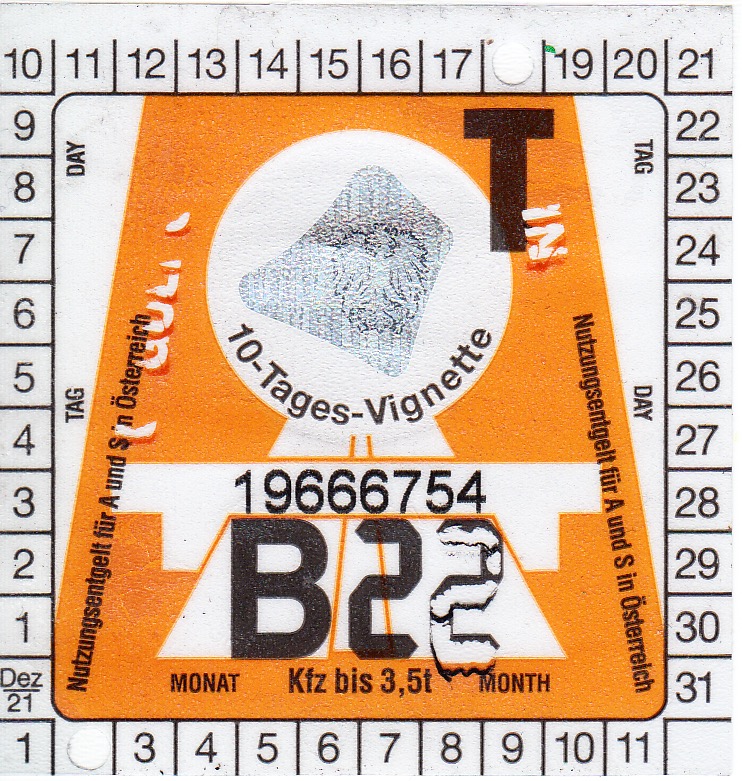 10 11 12 13 14 15 16 17 19 20 21
9 22
DAY T TAG
8 23
7 24
6 25
Nutzungsentgelt für A und S in Österreich
10-Tages-Vignette
Nutzungsentgelt für A und S in Österreich
5 26
TAG DAY
4 27
3 19666754 28
2 29
B22
1 30
Dez 21 MONAT Kfz bis 3,5t MONTH 31
1 3 4 5 6 7 8 9 10 11